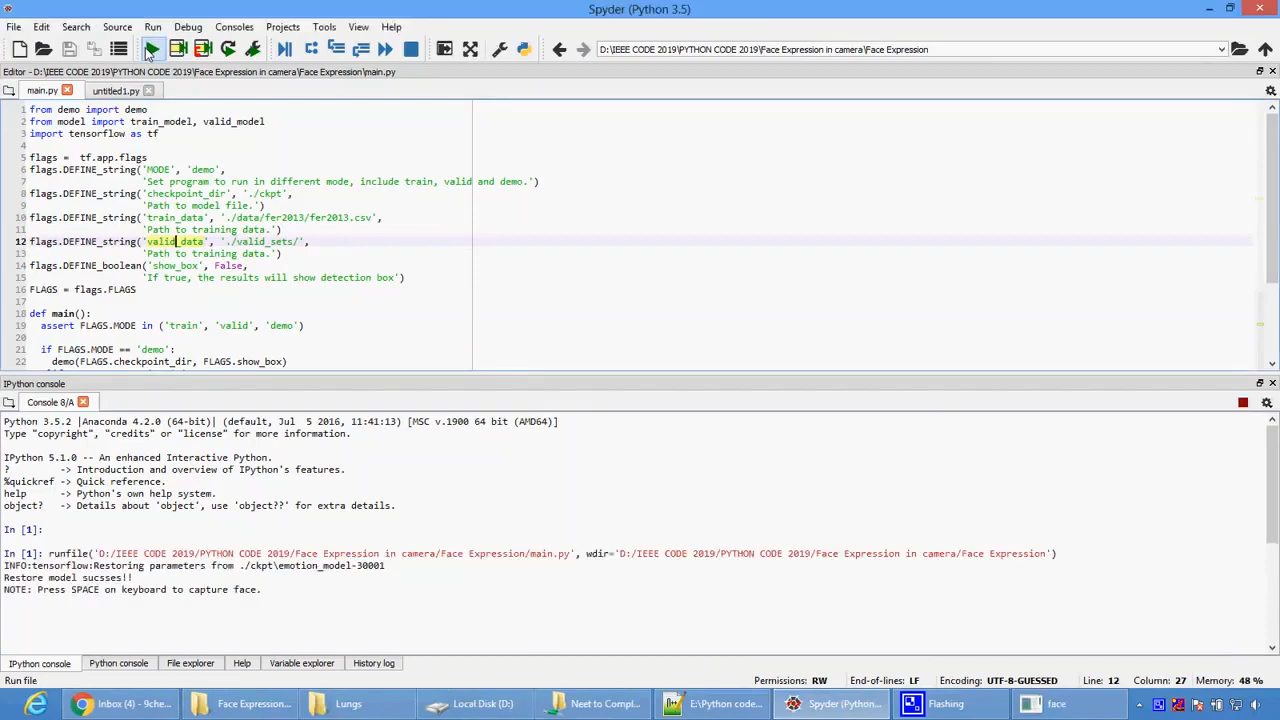 Spyder (Python 3.5)
File Edit Search Source Run Debug Consoles Projects Tools View Help
D:\IEEE CODE 2019\PYTHON CODE 2019\Face Expression in camera\Face Expression
Editor - D:\IEEE CODE 2019\PYTHON CODE 2019\Face Expression in camera\Face Expression\main.py
main.py untitled1.py
1 from demo import demo
2 from model import train_model, valid_model
3 import tensorflow as tf
4
5 flags =  tf.app.flags
6 flags.DEFINE_string('MODE', 'demo',
7 'Set program to run in different mode, include train, valid and demo.')
8 flags.DEFINE_string('checkpoint_dir', './ckpt',
9 'Path to model file.')
10 flags.DEFINE_string('train_data', './data/fer2013/fer2013.csv',
11 'Path to training data.')
12 flags.DEFINE_string('valid_data', './valid_sets/',
13 'Path to training data.')
14 flags.DEFINE_boolean('show_box', False,
15 'If true, the results will show detection box')
16 FLAGS = flags.FLAGS
17
18 def main():
19 assert FLAGS.MODE in ('train', 'valid', 'demo')
20
21 if FLAGS.MODE == 'demo':
22 demo(FLAGS.checkpoint_dir, FLAGS.show_box)
IPython console
Console 8/A
Python 3.5.2 |Anaconda 4.2.0 (64-bit)| (default, Jul  5 2016, 11:41:13) [MSC v.1900 64 bit (AMD64)]
Type "copyright", "credits" or "license" for more information.
IPython 5.1.0 -- An enhanced Interactive Python.
? -> Introduction and overview of IPython's features.
%quickref -> Quick reference.
help -> Python's own help system.
object? -> Details about 'object', use 'object??' for extra details.
In [1]:
In [1]: runfile('D:/IEEE CODE 2019/PYTHON CODE 2019/Face Expression in camera/Face Expression/main.py', wdir='D:/IEEE CODE 2019/PYTHON CODE 2019/Face Expression in camera/Face Expression')
INFO:tensorflow:Restoring parameters from ./ckpt\emotion_model-30001
Restore model sucsses!!
NOTE: Press SPACE on keyboard to capture face.
IPython console Python console File explorer Help Variable explorer History log
Run file Permissions: RW End-of-lines: LF Encoding: UTF-8-GUESSED Line: 12 Column: 27 Memory: 48 %
Inbox (4) - 9che... Face Expression... Lungs Local Disk (D:) Neet to Compl... E:\Python code... Spyder (Python... Flashing face